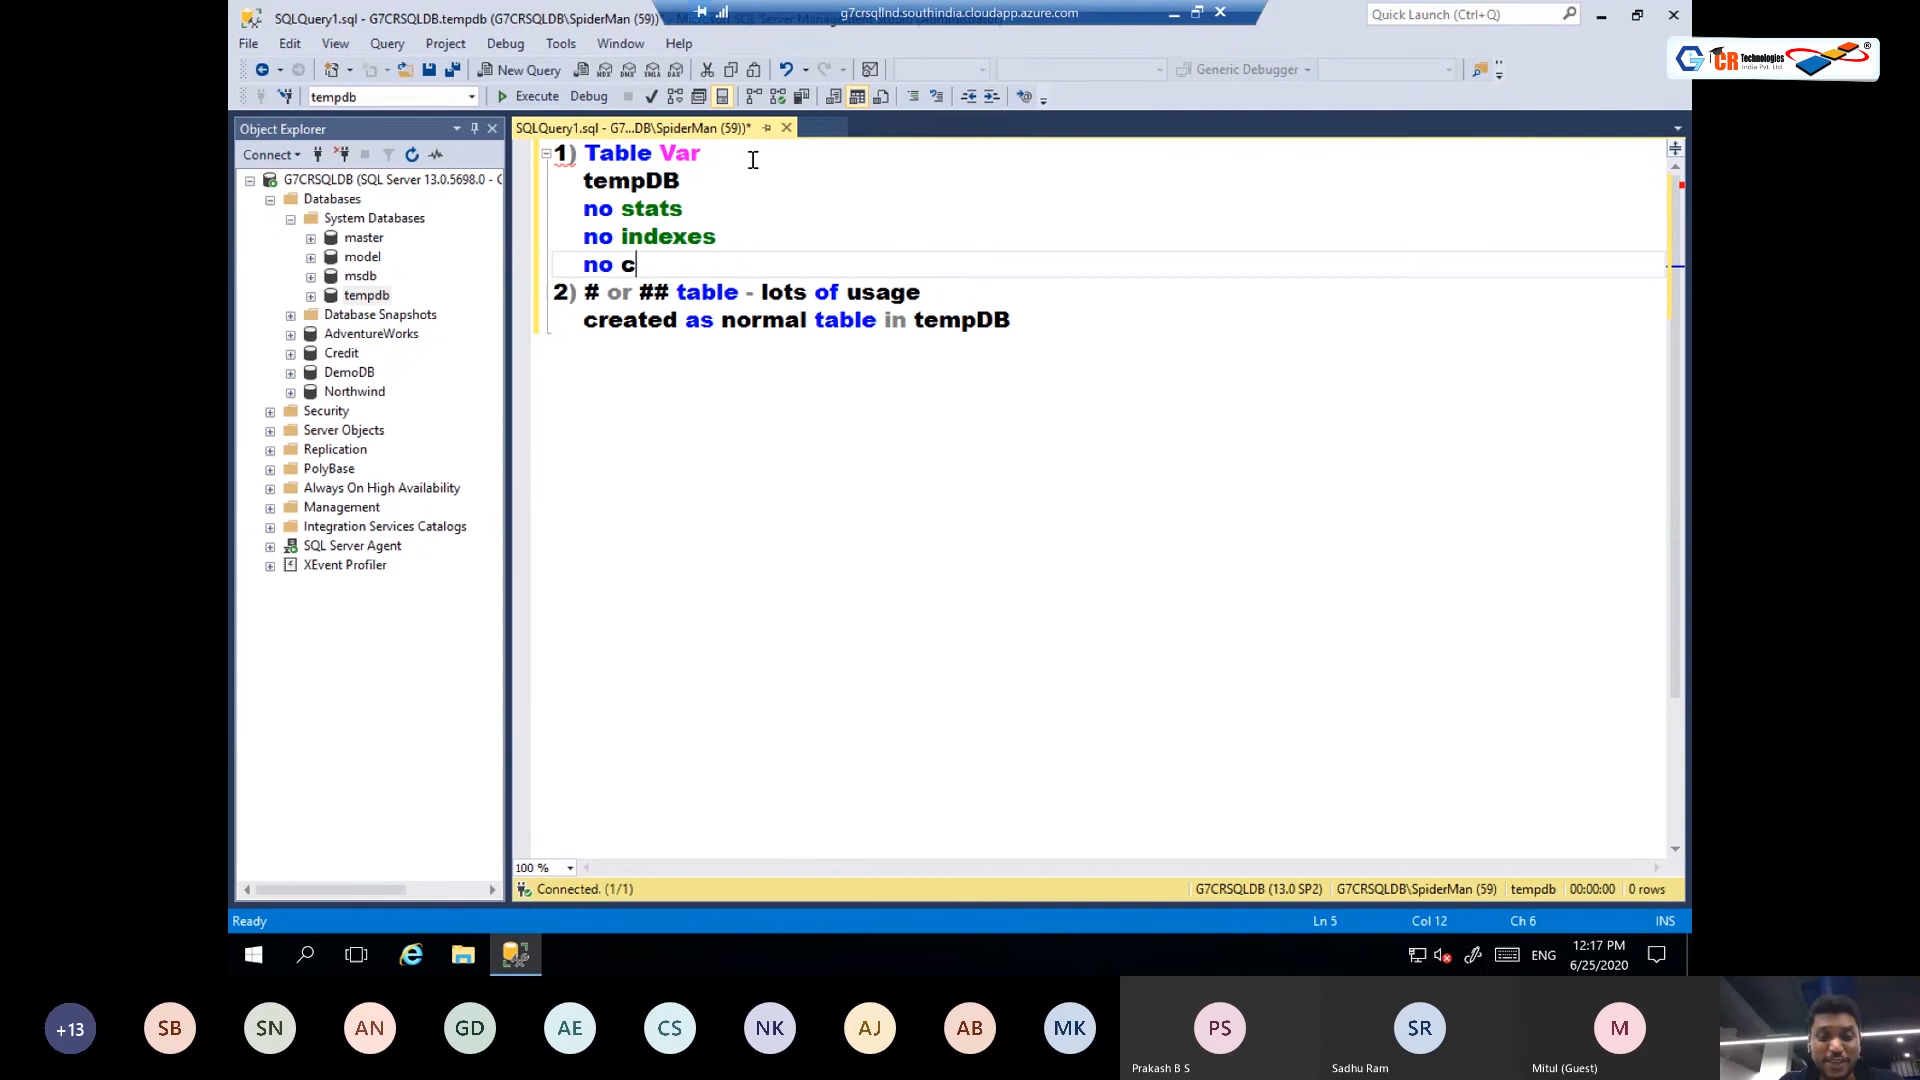 SQLQuery1.sql - G7CRSQLDB.tempdb (G7CRSQLDB\SpiderMan (59))*
g7crsqllnd.southindia.cloudapp.azure.com
Quick Launch (Ctrl+Q)
G7CR Technologies India Pvt. Ltd.
File Edit View Query Project Debug Tools Window Help
New Query
Generic Debugger
tempdb
Execute Debug
Object Explorer
SQLQuery1.sql - G7...DB\SpiderMan (59))*
Connect
G7CRSQLDB (SQL Server 13.0.5698.0 - G
Databases
System Databases
master
model
msdb
tempdb
Database Snapshots
AdventureWorks
Credit
DemoDB
Northwind
Security
Server Objects
Replication
PolyBase
Always On High Availability
Management
Integration Services Catalogs
SQL Server Agent
XEvent Profiler
1) Table Var
tempDB
no stats
no indexes
no c
2) # or ## table - lots of usage
created as normal table in tempDB
100 %
Connected. (1/1)
G7CRSQLDB (13.0 SP2) G7CRSQLDB\SpiderMan (59) tempdb 00:00:00 0 rows
Ready
Ln 5 Col 12 Ch 6 INS
ENG
12:17 PM
6/25/2020
+13 SB SN AN GD AE CS NK AJ AB MK PS SR M
Prakash B S Sadhu Ram Mitul (Guest)